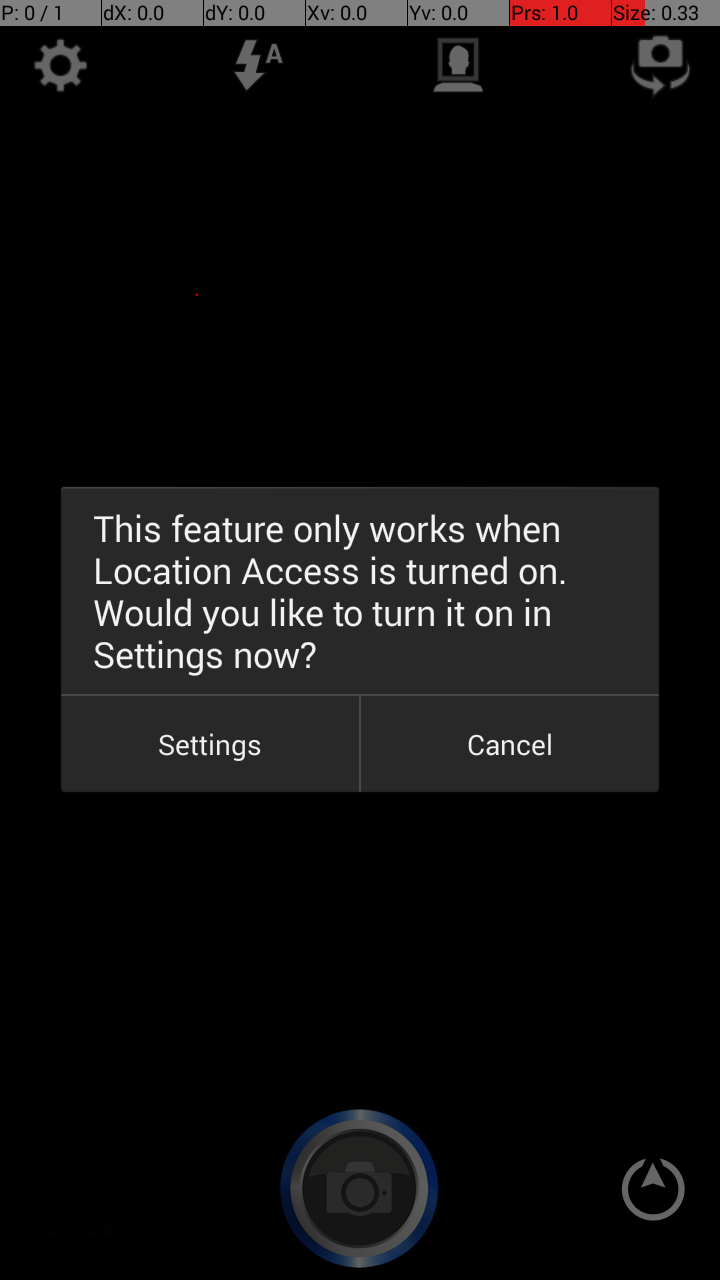 P: 0 / 1 dX: 0.0 dY: 0.0 Xv: 0.0 Yv: 0.0 Prs: 1.0 Size: 0.33
A
This feature only works when
Location Access is turned on.
Would you like to turn it on in
Settings now?
Settings Cancel